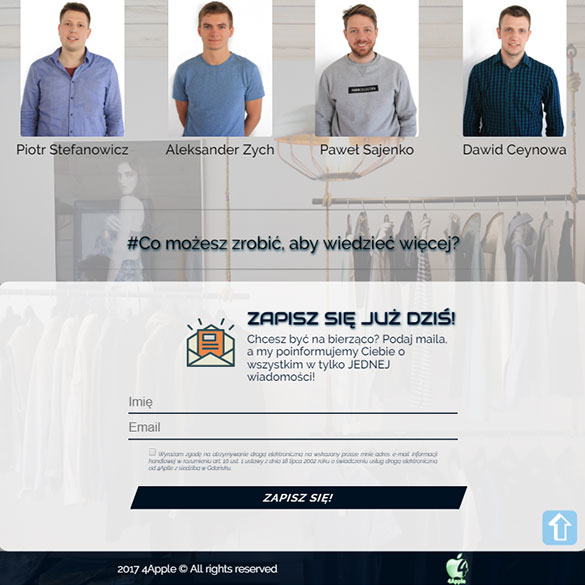 Piotr Stefanowicz
Aleksander Zych
Paweł Sajenko
Dawid Ceynowa
#Co możesz zrobić, aby wiedzieć więcej?
ZAPISZ SIĘ JUŻ DZIŚ!
Chcesz być na bierząco? Podaj maila,
a my poinformujemy Ciebie o
wszystkim w tylko JEDNEJ
wiadomości!
Imię
Email
Wyrażam zgodę na otrzymywanie drogą elektroniczną na wskazany przeze mnie adres e-mail informacji
handlowej w rozumieniu art. 10 ust. 1 ustawy z dnia 18 lipca 2002 roku o świadczeniu usług drogą elektroniczną
od 4Apple z siedzibą w Gdańsku.
ZAPISZ SIĘ!
2017 4Apple © All rights reserved
4Apple